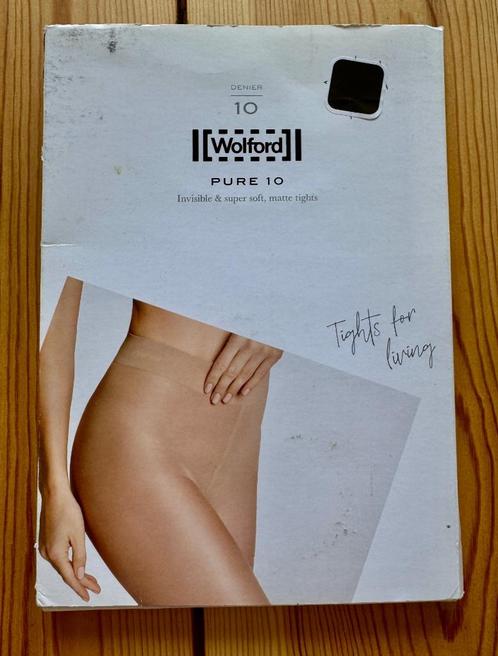 DENIER
10
Wolford
PURE 10
Invisible & super soft, matte tights
Tights for
living